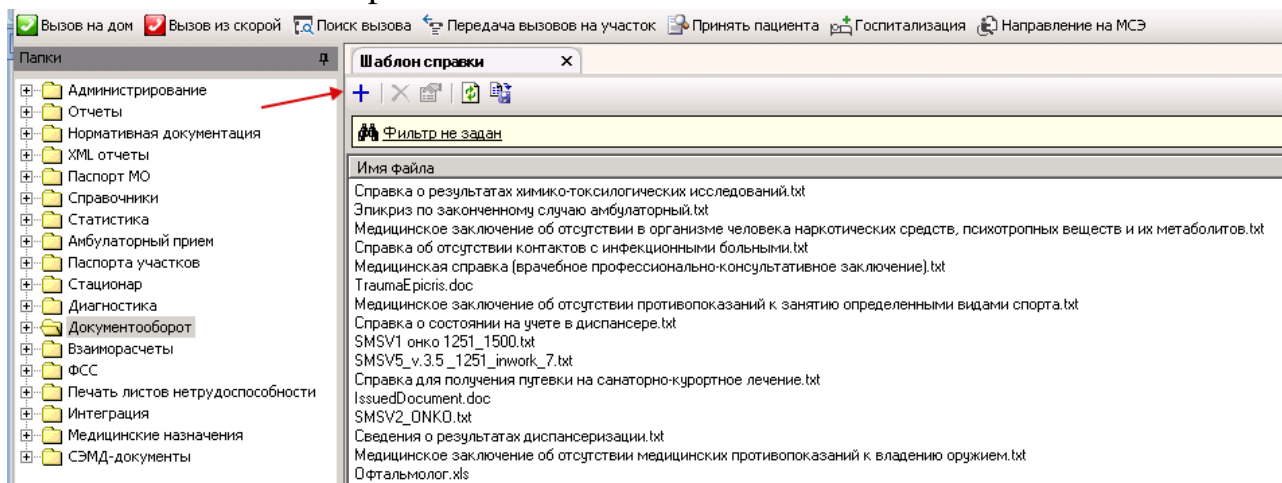 Вызов на дом Вызов из скорой Поиск вызова Передача вызовов на участок Принять пациента Госпитализация Направление на МСЭ
Папки
Администрирование
Отчеты
Нормативная документация
XML отчеты
Паспорт МО
Справочники
Статистика
Амбулаторный прием
Паспорта участков
Стационар
Диагностика
Документооборот
Взаиморасчеты
ФСС
Печать листов нетрудоспособности
Интеграция
Медицинские назначения
СЭМД-документы
Шаблон справки
Фильтр не задан
Имя файла
Справка о результатах химико-токсилогических исследований.txt
Эпикриз по законченному случаю амбулаторный.txt
Медицинское заключение об отсутствии в организме человека наркотических средств, психотропных веществ и их метаболитов.txt
Справка об отсутствии контактов с инфекционными больными.txt
Медицинская справка (врачебное профессионально-консультативное заключение).txt
TraumaEpicris.doc
Медицинское заключение об отсутствии противопоказаний к занятию определенными видами спорта.txt
Справка о состоянии на учете в диспансере.txt
SMSV1 онко 1251_1500.txt
SMSV5_v.3.5 _1251_inwork_7.txt
Справка для получения путевки на санаторно-курортное лечение.txt
IssuedDocument.doc
SMSV2_ONKO.txt
Сведения о результатах диспансеризации.txt
Медицинское заключение об отсутствии медицинских противопоказаний к владению оружием.txt
Офтальмолог.xls